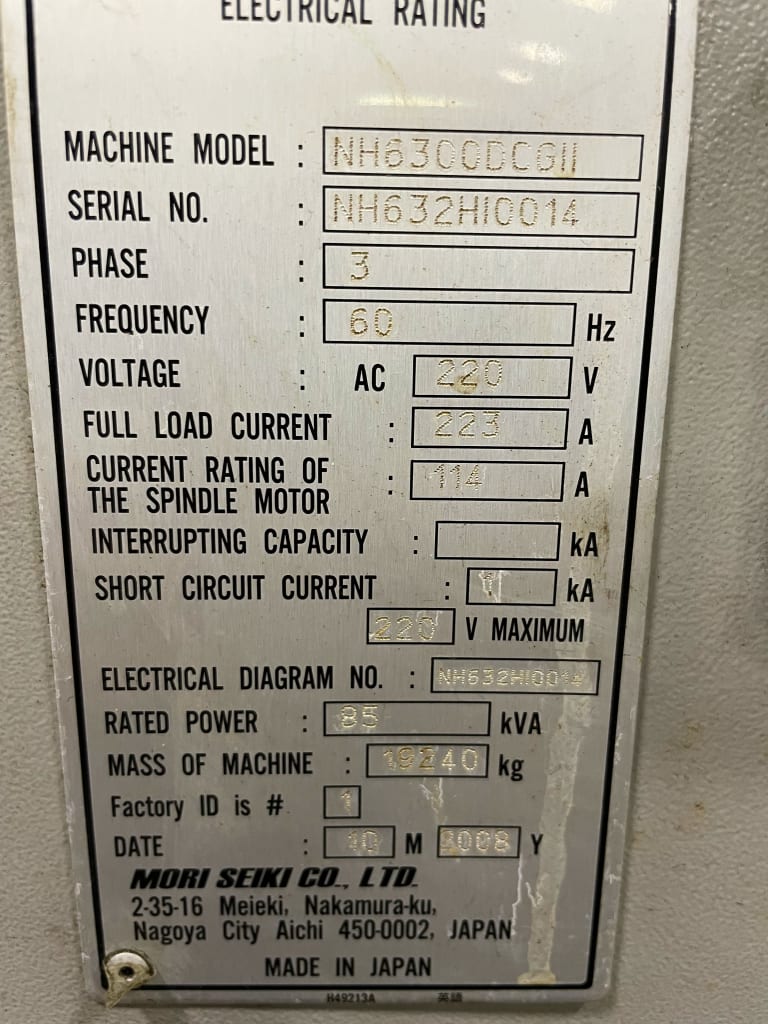 ELECTRICAL RATING
MACHINE MODEL : NH6300DCGII
SERIAL NO. : NH632HI0014
PHASE : 3
FREQUENCY : 60 Hz
VOLTAGE : AC 220 V
FULL LOAD CURRENT : 223 A
CURRENT RATING OF
THE SPINDLE MOTOR : 114 A
INTERRUPTING CAPACITY : kA
SHORT CIRCUIT CURRENT : kA
220 V MAXIMUM
ELECTRICAL DIAGRAM NO. : NH632HI0014
RATED POWER : 85 kVA
MASS OF MACHINE : 19240 kg
Factory ID is # 1
DATE : 10 M 2008 Y
MORI SEIKI CO., LTD.
2-35-16 Meieki, Nakamura-ku,
Nagoya City Aichi 450-0002, JAPAN
MADE IN JAPAN
H49213A 英語